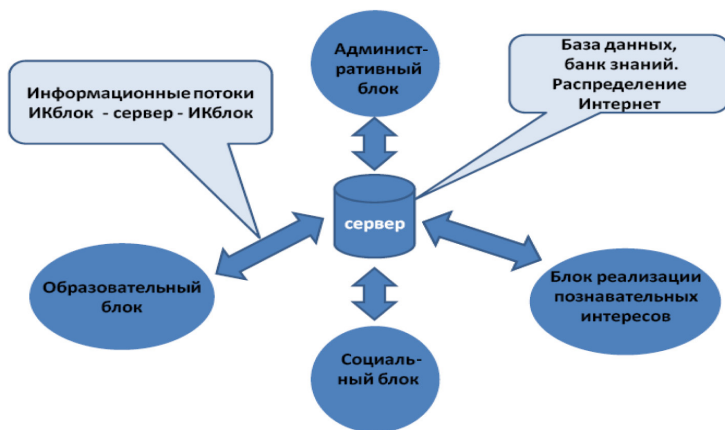 Админист-
ративный
блок
База данных,
банк знаний.
Распределение
Интернет
Информационные потоки
ИКблок - сервер - ИКблок
сервер
Образовательный
блок
Блок реализации
познавательных
интересов
Социаль-
ный блок